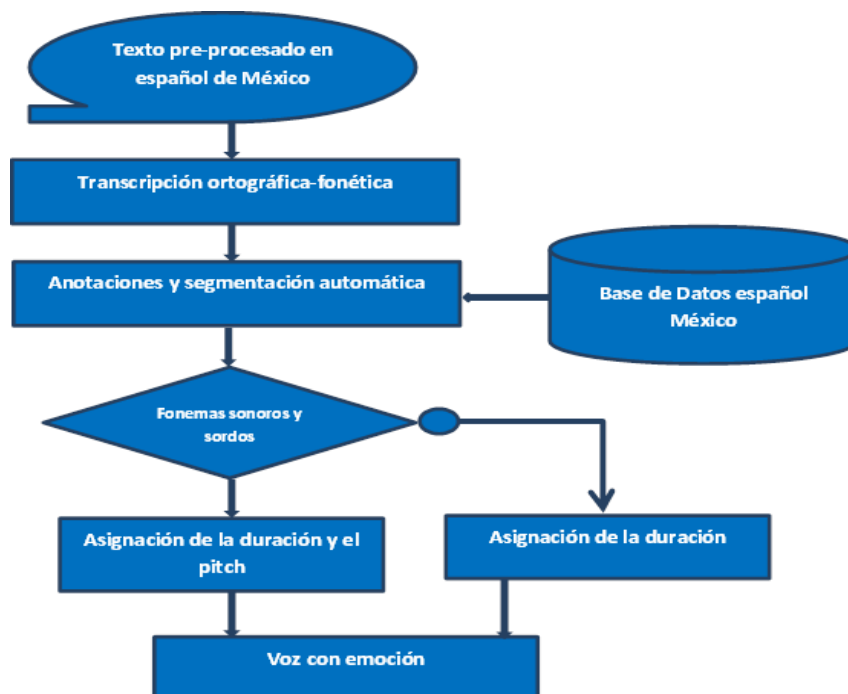 Texto pre-procesado en
español de México
Transcripción ortográfica-fonética
Anotaciones y segmentación automática
Base de Datos español
México
Fonemas sonoros y
sordos
Asignación de la duración y el
pitch
Asignación de la duración
Voz con emoción